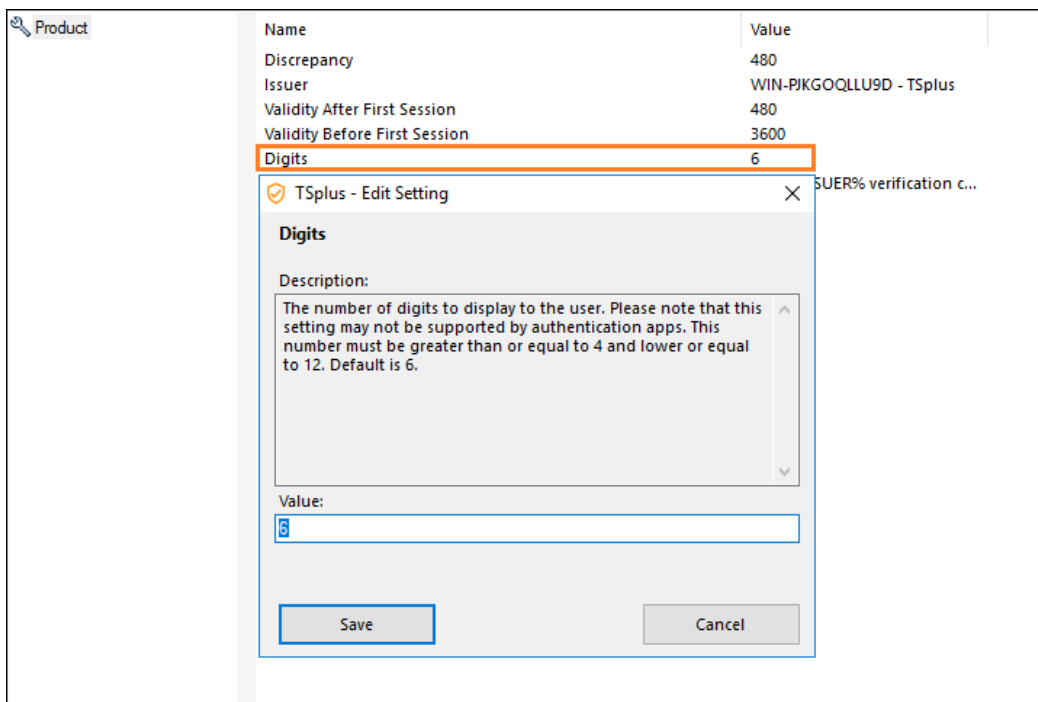 Product
Name Value
Discrepancy 480
Issuer WIN-PJKGOQLLU9D - TSplus
Validity After First Session 480
Validity Before First Session 3600
Digits 6
SUER% verification c...
TSplus - Edit Setting
Digits
Description:
The number of digits to display to the user. Please note that this
setting may not be supported by authentication apps. This
number must be greater than or equal to 4 and lower or equal
to 12. Default is 6.
Value:
6
Save Cancel